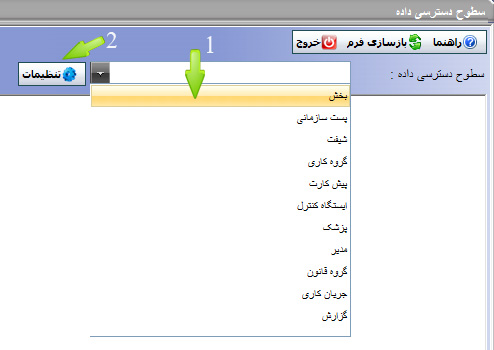 سطوح دسترسی داده
راهنما بازسازی فرم خروج
1 2
سطوح دسترسی داده : تنظیمات
بخش
پست سازمانی
شیفت
گروه کاری
پیش کارت
ایستگاه کنترل
پزشک
مدیر
گروه قانون
جریان کاری
گزارش